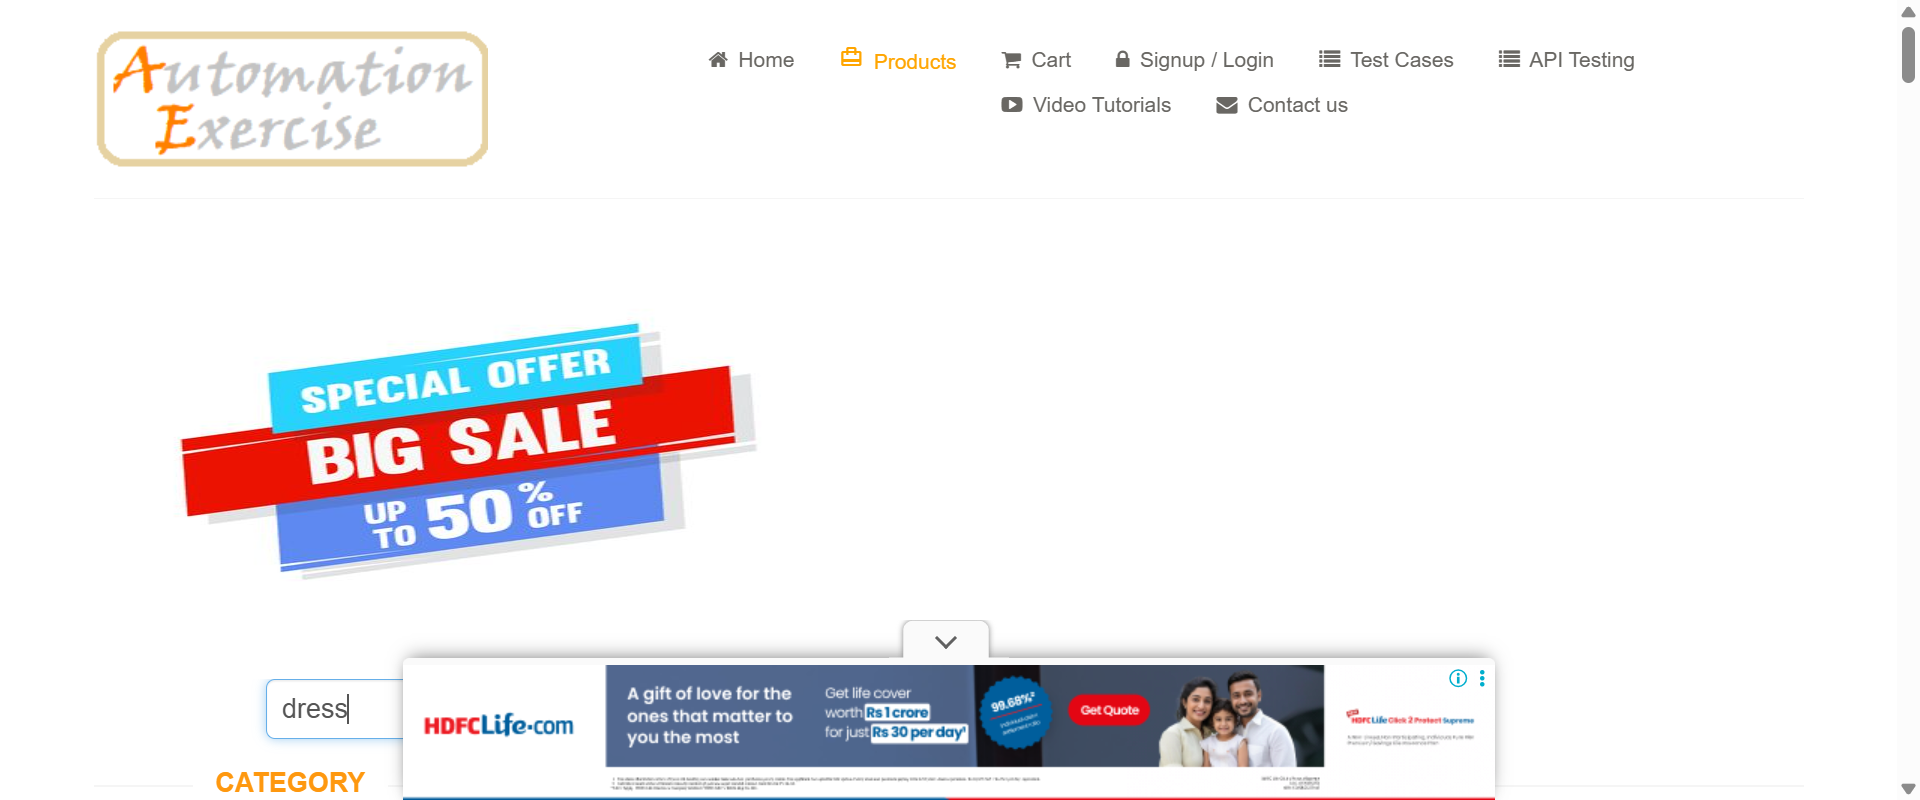 Automation
Exercise
Home
Products
Cart
Signup / Login
Test Cases
API Testing
Video Tutorials
Contact us
SPECIAL OFFER
BIG SALE
UP TO 50% OFF
dress
CATEGORY
HDFCLife.com
A gift of love for the
ones that matter to
you the most
Get life cover
worth Rs 1 crore
for just Rs 30 per day¹
99.68%²
Get Quote
HDFC Life Click 2 Protect Supreme